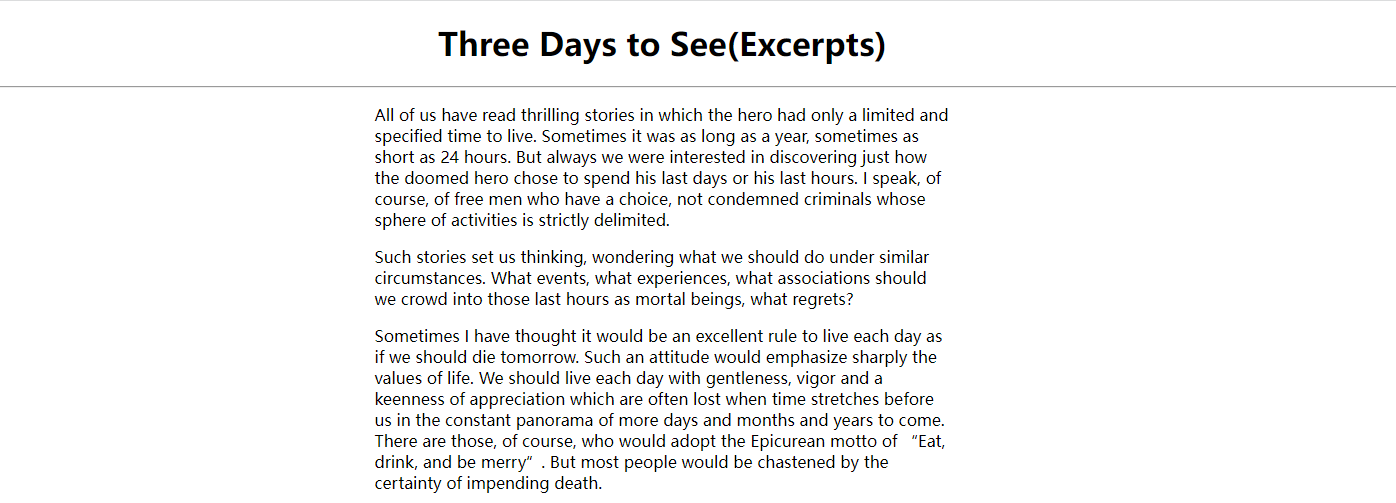 Three Days to See(Excerpts)
All of us have read thrilling stories in which the hero had only a limited and
specified time to live. Sometimes it was as long as a year, sometimes as
short as 24 hours. But always we were interested in discovering just how
the doomed hero chose to spend his last days or his last hours. I speak, of
course, of free men who have a choice, not condemned criminals whose
sphere of activities is strictly delimited.
Such stories set us thinking, wondering what we should do under similar
circumstances. What events, what experiences, what associations should
we crowd into those last hours as mortal beings, what regrets?
Sometimes I have thought it would be an excellent rule to live each day as
if we should die tomorrow. Such an attitude would emphasize sharply the
values of life. We should live each day with gentleness, vigor and a
keenness of appreciation which are often lost when time stretches before
us in the constant panorama of more days and months and years to come.
There are those, of course, who would adopt the Epicurean motto of “Eat,
drink, and be merry”. But most people would be chastened by the
certainty of impending death.